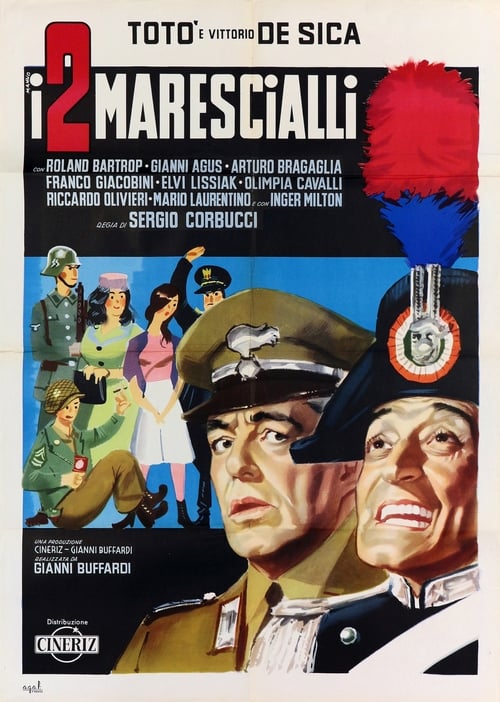 TOTO' E VITTORIO DE SICA
i 2 MARESCiALLi
CON ROLAND BARTROP · GIANNI AGUS · ARTURO BRAGAGLIA
FRANCO GIACOBINI · ELVI LISSIAK · OLIMPIA CAVALLI
RICCARDO OLIVIERI · MARIO LAURENTINO E CON INGER MILTON
REGIA DI SERGIO CORBUCCI
UNA PRODUZIONE
CINERIZ - GIANNI BUFFARDI
REALIZZATA DA
GIANNI BUFFARDI
Distribuzione
CINERIZ